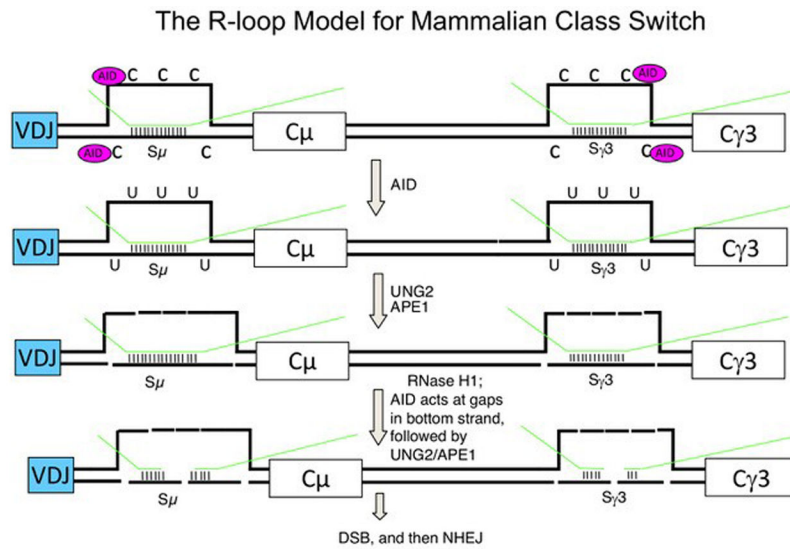 The R-loop Model for Mammalian Class Switch
AID C C C
C C C AID
VDJ
Cμ
Cγ3
AID C C
Sμ
C C AID
Sγ3
AID
U U U
U U U
VDJ
Cμ
Cγ3
U U
Sμ
U U
Sγ3
UNG2
APE1
VDJ
Cμ
Cγ3
Sμ
Sγ3
RNase H1;
AID acts at gaps
in bottom strand,
followed by
UNG2/APE1
VDJ
Cμ
Cγ3
Sμ
Sγ3
DSB, and then NHEJ